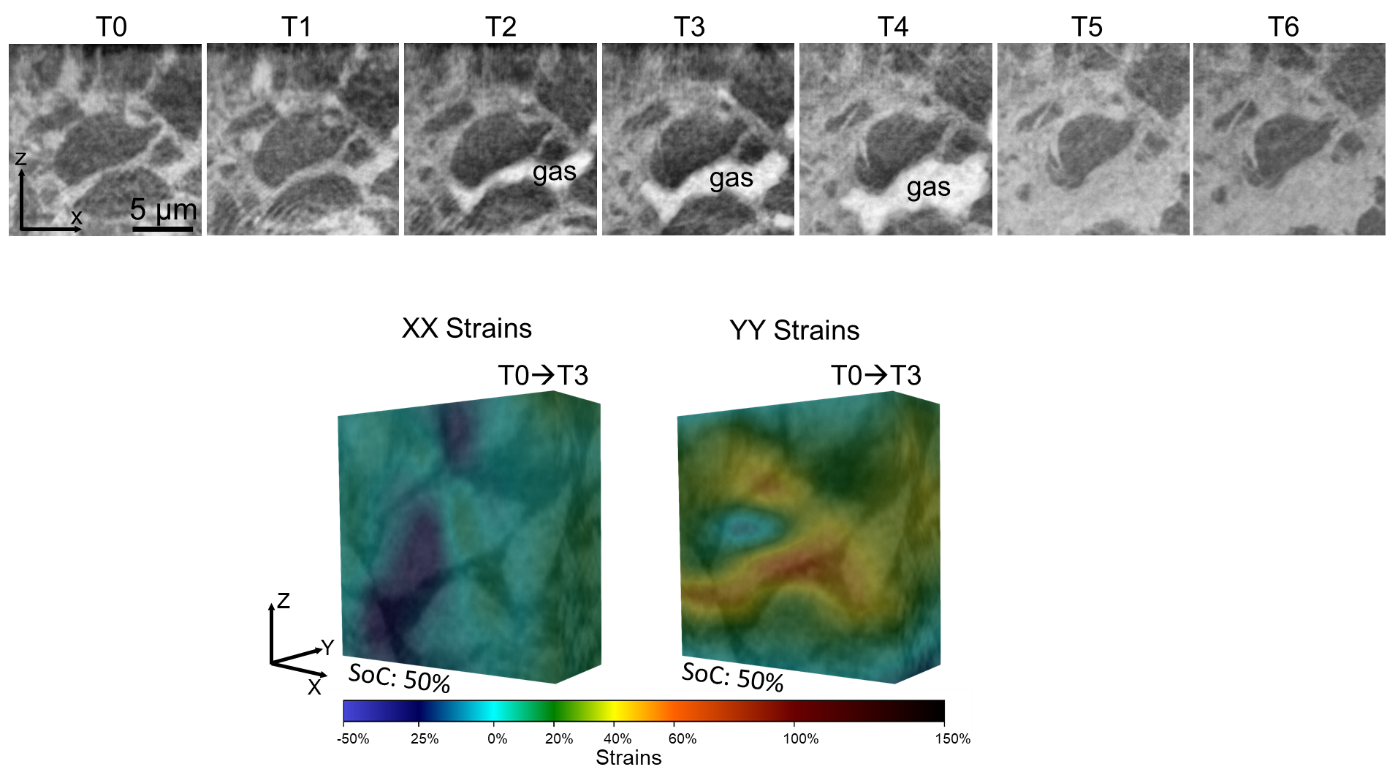 T0 T1 T2 T3 T4 T5 T6
z
x
5 µm
gas
gas
gas
XX Strains
YY Strains
T0→T3
T0→T3
Z
Y
X
SoC: 50%
SoC: 50%
-50% 25% 0% 20% 40% 60% 100% 150%
Strains